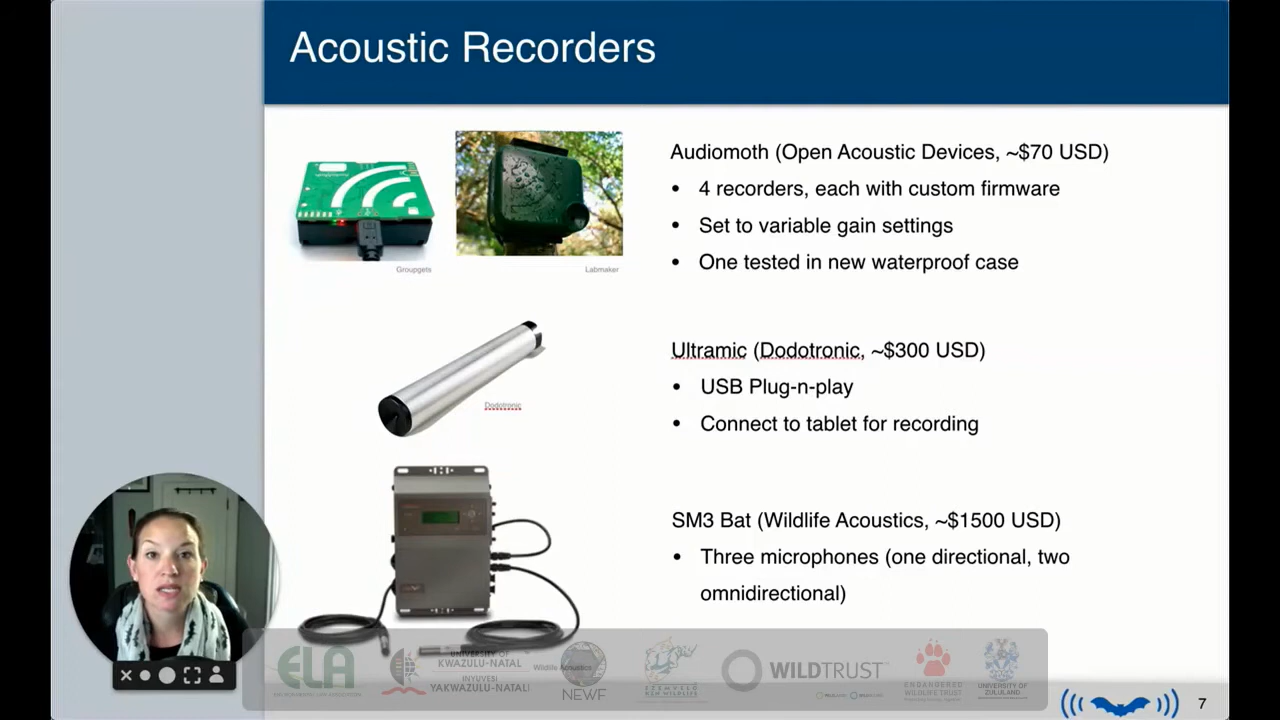 Acoustic Recorders
Audiomoth (Open Acoustic Devices, ~$70 USD)
• 4 recorders, each with custom firmware
• Set to variable gain settings
• One tested in new waterproof case
Groupgets
Labmaker
Ultramic (Dodotronic, ~$300 USD)
• USB Plug-n-play
• Connect to tablet for recording
Dodotronic
SM3 Bat (Wildlife Acoustics, ~$1500 USD)
• Three microphones (one directional, two
omnidirectional)
Wildlife Acoustics
ELA
UNIVERSITY OF
KWAZULU-NATAL
INYUVESI
YAKWAZULU-NATALI
NEWF
EZEMVELO
KZN WILDLIFE
WILDTRUST
ENDANGERED
WILDLIFE TRUST
UNIVERSITY OF
ZULULAND
7